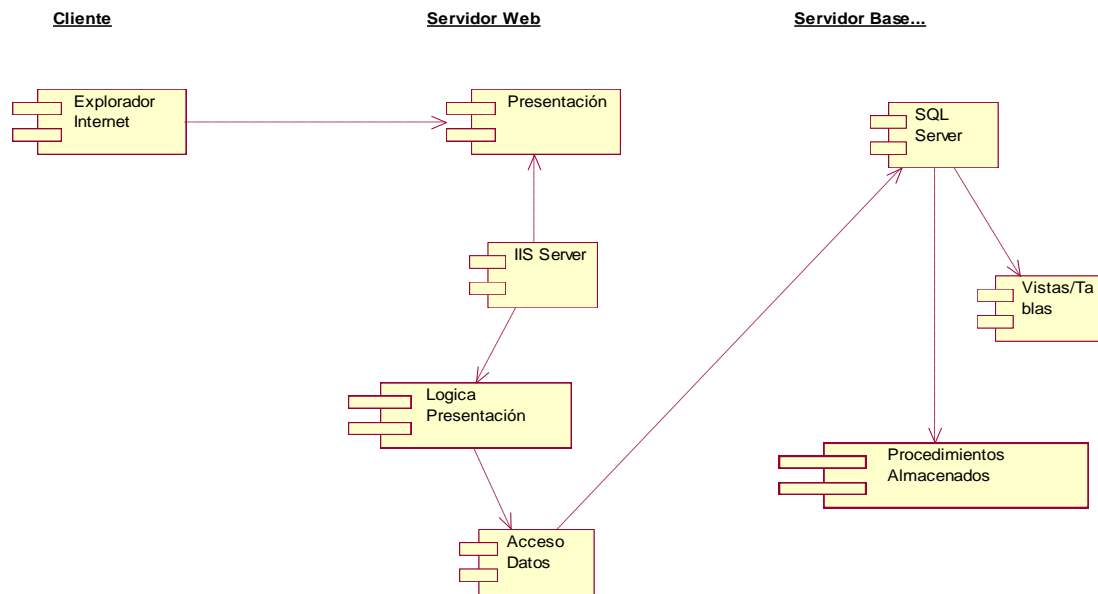 Cliente
Servidor Web
Servidor Base...
Explorador
Internet
Presentación
SQL
Server
IIS Server
Vistas/Ta
blas
Logica
Presentación
Procedimientos
Almacenados
Acceso
Datos